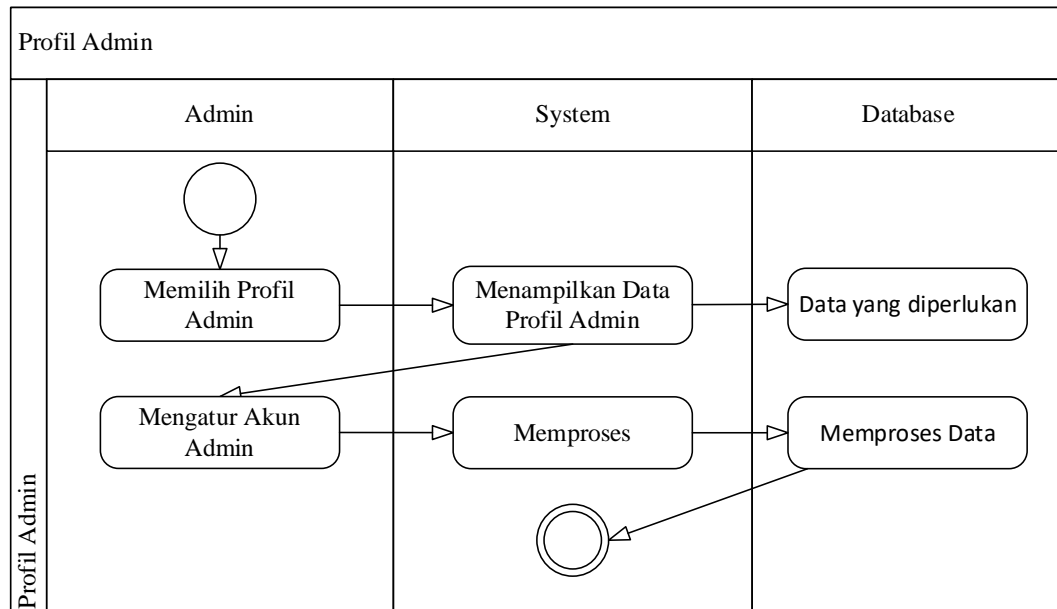 Profil Admin
Admin
System
Database
Memilih Profil
Admin
Menampilkan Data
Profil Admin
Data yang diperlukan
Mengatur Akun
Admin
Memproses
Memproses Data
Profil Admin